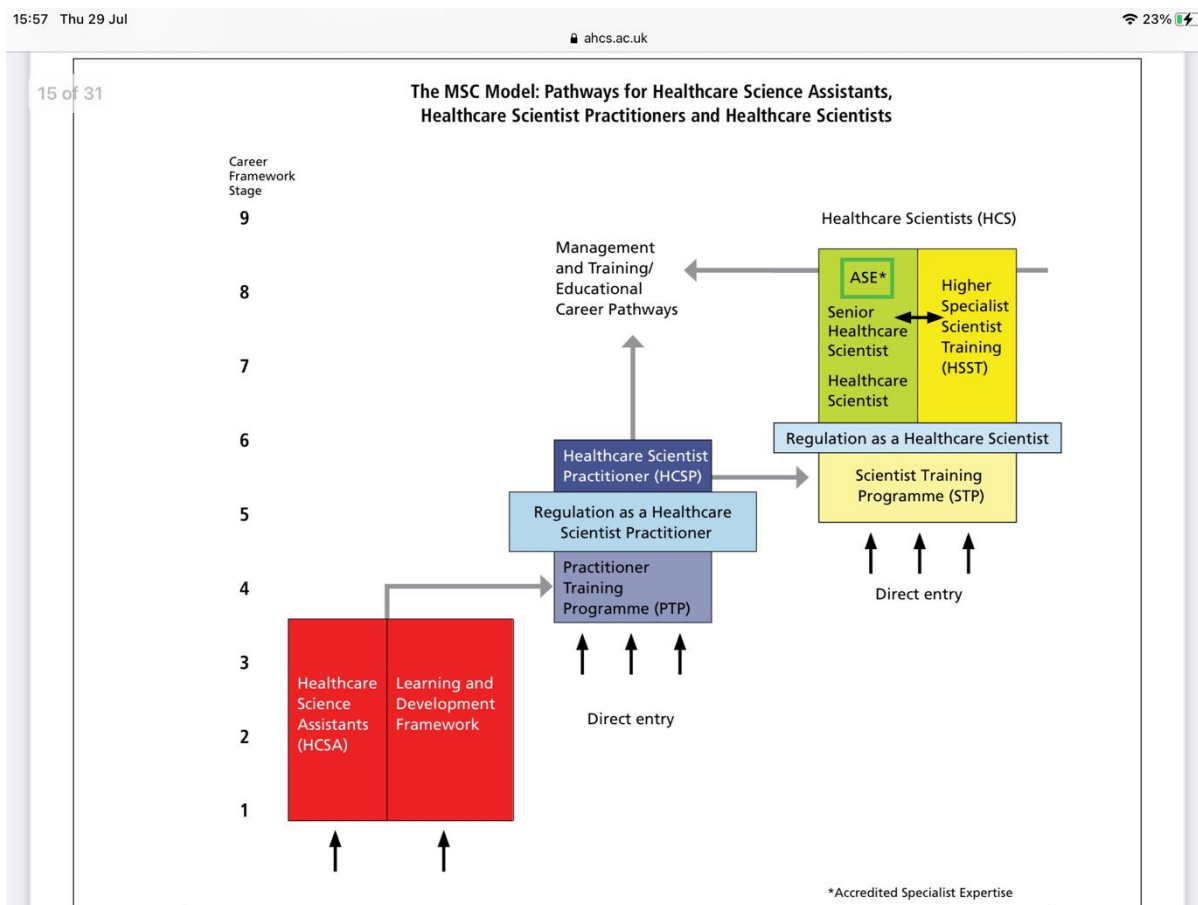 15:57 Thu 29 Jul
23%
ahcs.ac.uk
15 of 31
The MSC Model: Pathways for Healthcare Science Assistants,
Healthcare Scientist Practitioners and Healthcare Scientists
Career
Framework
Stage
9
8
7
6
5
4
3
2
1
Healthcare Scientists (HCS)
Management
and Training/
Educational
Career Pathways
ASE*
Senior
Healthcare
Scientist
Healthcare
Scientist
Higher
Specialist
Scientist
Training
(HSST)
Regulation as a Healthcare Scientist
Scientist Training
Programme (STP)
Direct entry
Healthcare Scientist
Practitioner (HCSP)
Regulation as a Healthcare
Scientist Practitioner
Practitioner
Training
Programme (PTP)
Direct entry
Healthcare
Science
Assistants
(HCSA)
Learning and
Development
Framework
*Accredited Specialist Expertise